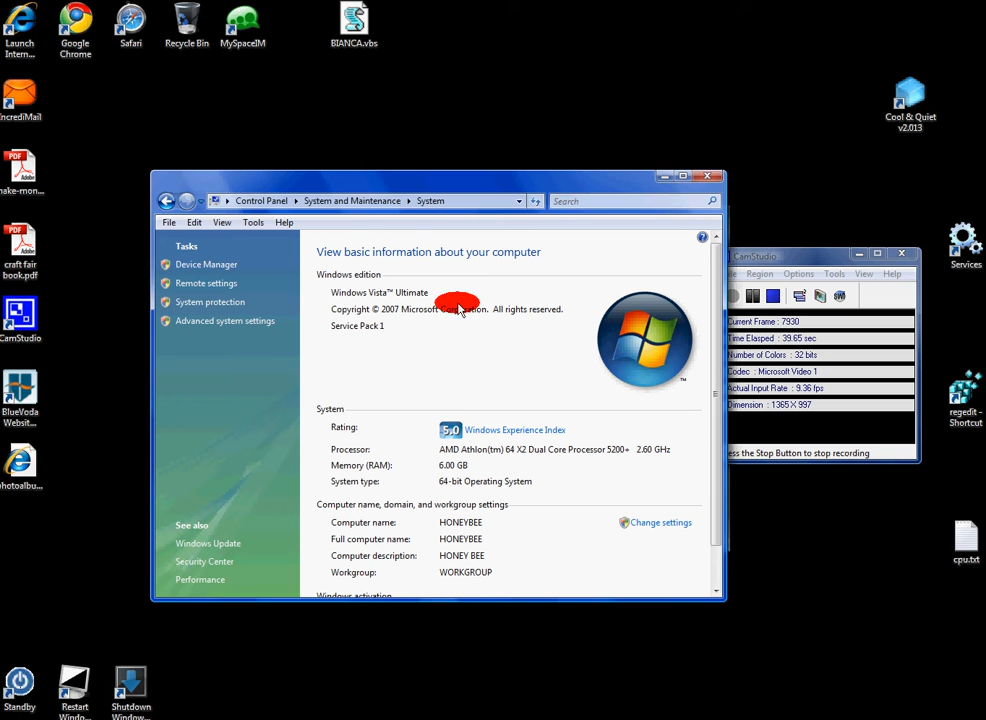 Launch
Intern...
Google
Chrome
Safari
Recycle Bin
MySpaceIM
BIANCA.vbs
IncrediMail
Cool & Quiet
v2.013
PDF
make-mon...
PDF
craft fair
book.pdf
CamStudio
BlueVoda
Websit...
photoalbu...
Services
regedit -
Shortcut
cpu.txt
Standby
Restart
Windo...
Shutdown
Window...
Control Panel
System and Maintenance
System
Search
File
Edit
View
Tools
Help
Tasks
Device Manager
Remote settings
System protection
Advanced system settings
See also
Windows Update
Security Center
Performance
View basic information about your computer
Windows edition
Windows Vista™ Ultimate
Copyright © 2007 Microsoft Corporation. All rights reserved.
Service Pack 1
System
Rating:
5.0
Windows Experience Index
Processor:
AMD Athlon(tm) 64 X2 Dual Core Processor 5200+ 2.60 GHz
Memory (RAM):
6.00 GB
System type:
64-bit Operating System
Computer name, domain, and workgroup settings
Computer name:
HONEYBEE
Change settings
Full computer name:
HONEYBEE
Computer description:
HONEY BEE
Workgroup:
WORKGROUP
Windows activation
CamStudio
Region
Options
Tools
View
Help
Current Frame : 7930
Time Elasped : 39.65 sec
Number of Colors : 32 bits
Codec : Microsoft Video 1
Actual Input Rate : 9.36 fps
Dimension : 1365 X 997
ess the Stop Button to stop recording